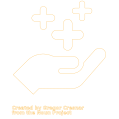 Created by Gregor Cresnar
from the Noun Project